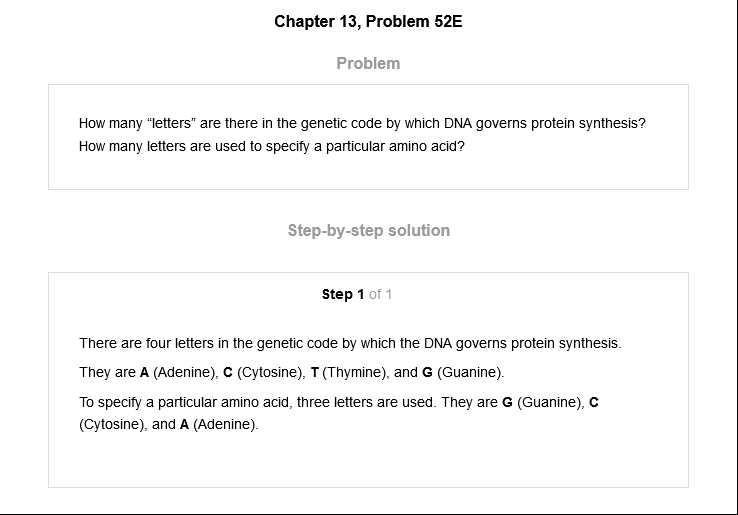 Chapter 13, Problem 52E
Problem
How many “letters” are there in the genetic code by which DNA governs protein synthesis?
How many letters are used to specify a particular amino acid?
Step-by-step solution
Step 1 of 1
There are four letters in the genetic code by which the DNA governs protein synthesis.
They are A (Adenine), C (Cytosine), T (Thymine), and G (Guanine).
To specify a particular amino acid, three letters are used. They are G (Guanine), C
(Cytosine), and A (Adenine).